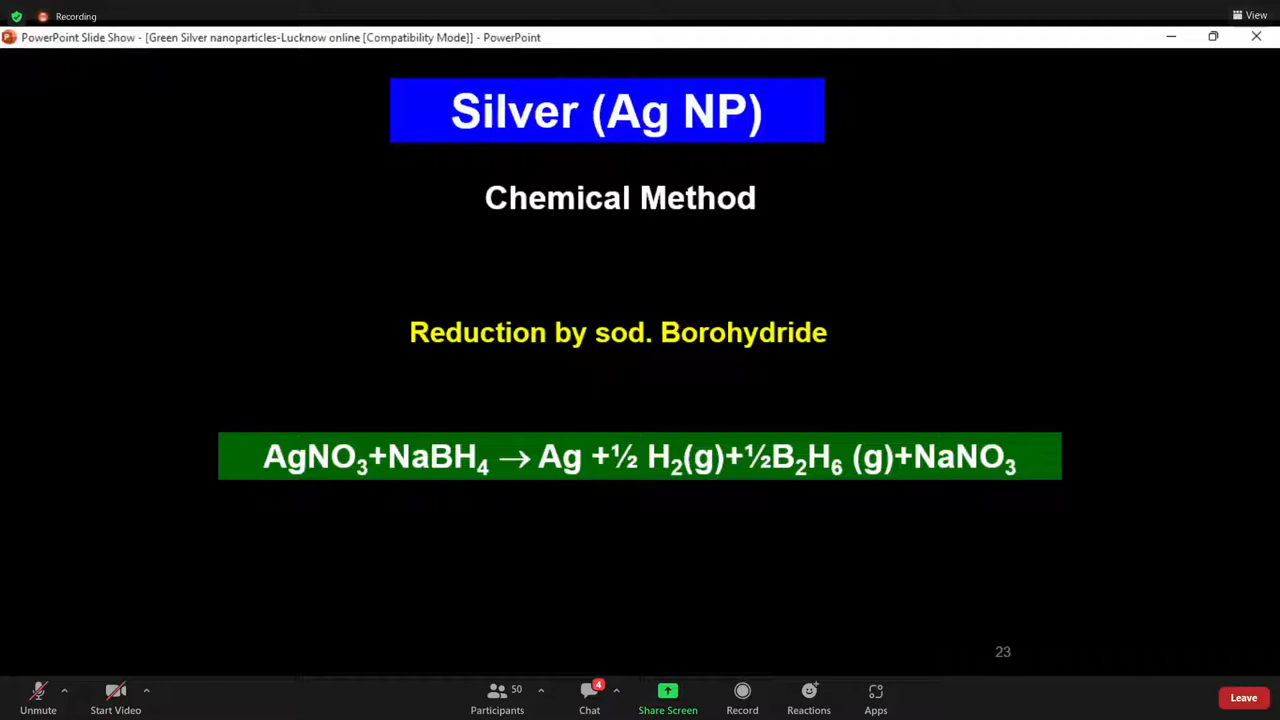 Recording
View
PowerPoint Slide Show - [Green Silver nanoparticles-Lucknow online [Compatibility Mode]] - PowerPoint
Silver (Ag NP)
Chemical Method
Reduction by sod. Borohydride
AgNO₃+NaBH₄ → Ag +½ H₂(g)+½B₂H₆ (g)+NaNO₃
23
50
4
Unmute
Start Video
Participants
Chat
Share Screen
Record
Reactions
Apps
Leave